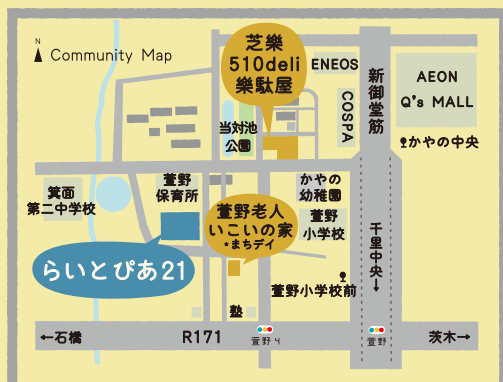 N
Community Map
芝樂
510deli
樂駄屋
ENEOS
新御堂筋
AEON
Q's MALL
COSPA
当対池
公園
かやの中央
箕面
第二中学校
萱野
保育所
かやの
幼稚園
萱野老人
いこいの家
★まちデイ
萱野
小学校
千里中央→
らいとぴあ21
萱野小学校前
塾
←石橋
R171
萱野4
萱野
茨木→